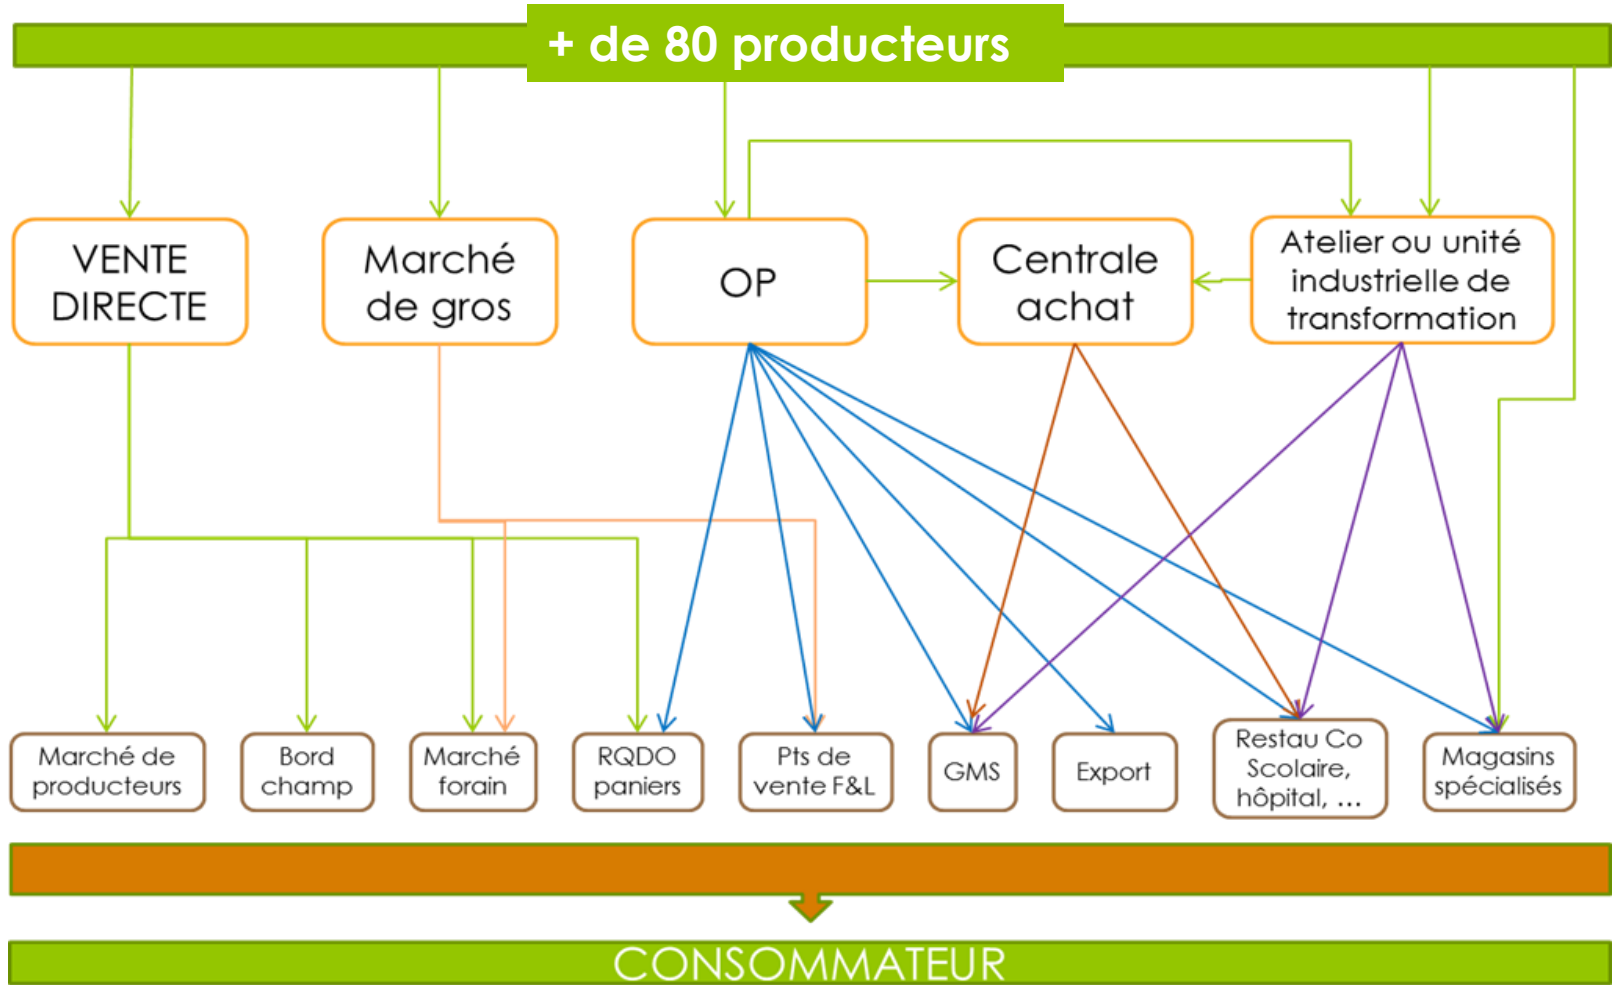 + de 80 producteurs
VENTE
DIRECTE
Marché
de gros
OP
Centrale
achat
Atelier ou unité
industrielle de
transformation
Marché de
producteurs
Bord
champ
Marché
forain
RQDO
paniers
Pts de
vente F&L
GMS
Export
Restau Co
Scolaire,
hôpital, ...
Magasins
spécialisés
CONSOMMATEUR